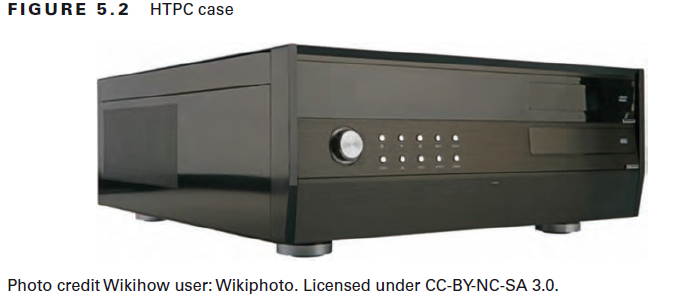 FIGURE 5.2 HTPC case
Photo credit Wikihow user: Wikiphoto. Licensed under CC-BY-NC-SA 3.0.